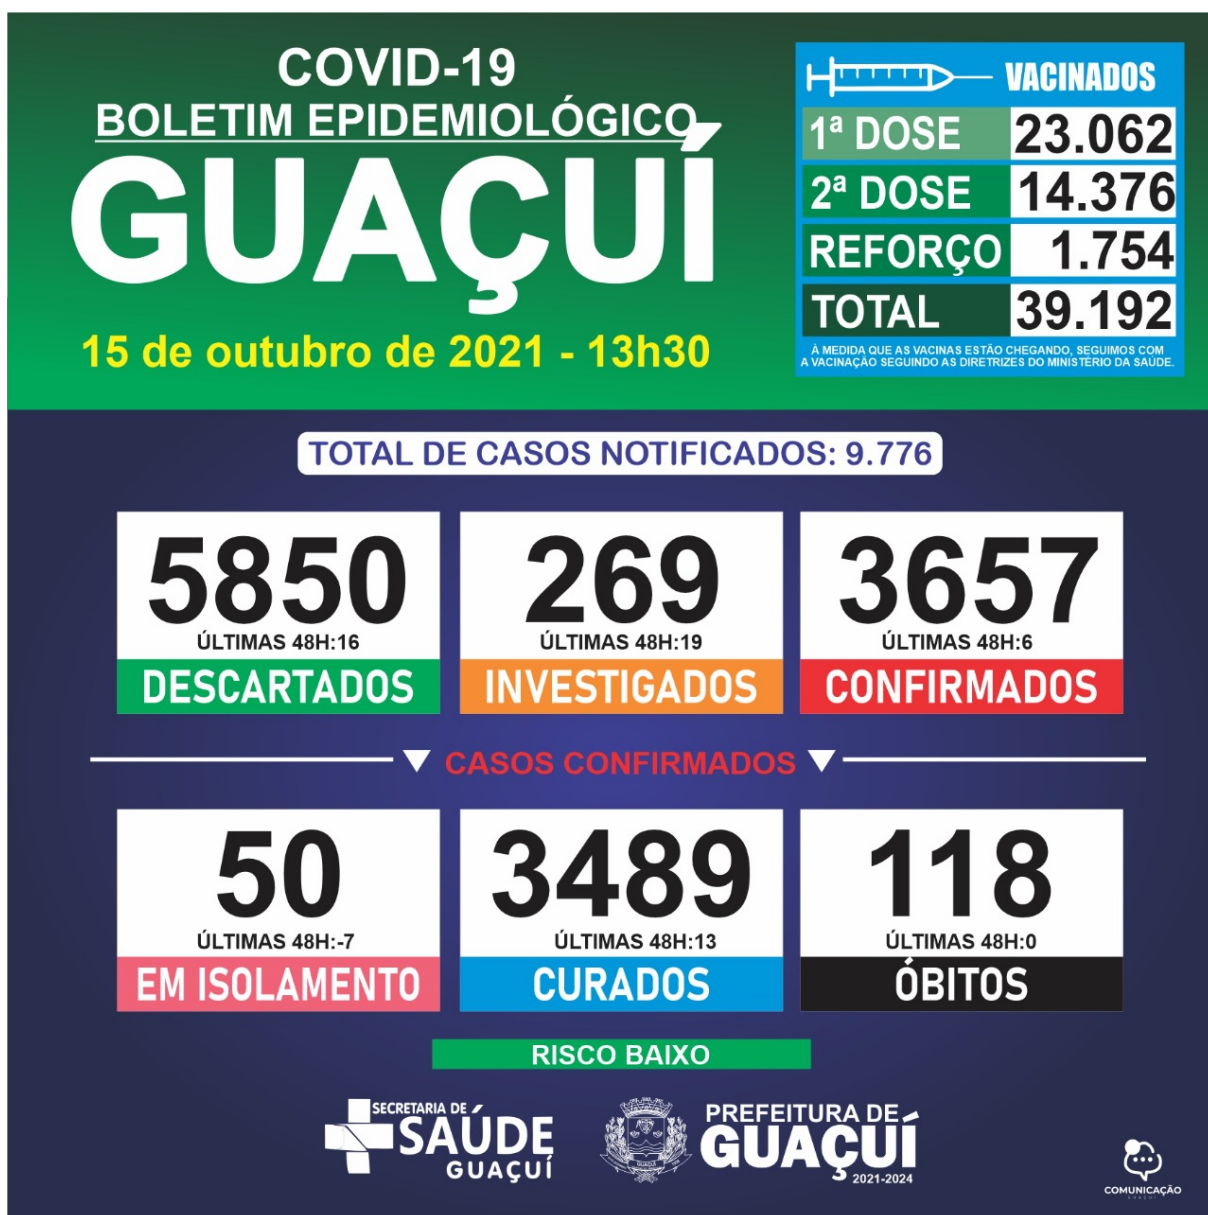 COVID-19
BOLETIM EPIDEMIOLÓGICO
GUAÇUÍ
15 de outubro de 2021 - 13h30
VACINADOS
1ª DOSE 23.062
2ª DOSE 14.376
REFORÇO 1.754
TOTAL 39.192
À MEDIDA QUE AS VACINAS ESTÃO CHEGANDO, SEGUIMOS COM
A VACINAÇÃO SEGUINDO AS DIRETRIZES DO MINISTÉRIO DA SAÚDE.
TOTAL DE CASOS NOTIFICADOS: 9.776
5850
ÚLTIMAS 48H:16
DESCARTADOS
269
ÚLTIMAS 48H:19
INVESTIGADOS
3657
ÚLTIMAS 48H:6
CONFIRMADOS
CASOS CONFIRMADOS
50
ÚLTIMAS 48H:-7
EM ISOLAMENTO
3489
ÚLTIMAS 48H:13
CURADOS
118
ÚLTIMAS 48H:0
ÓBITOS
RISCO BAIXO
SECRETARIA DE
SAÚDE
GUAÇUÍ
PREFEITURA DE
GUAÇUÍ
2021-2024
COMUNICAÇÃO